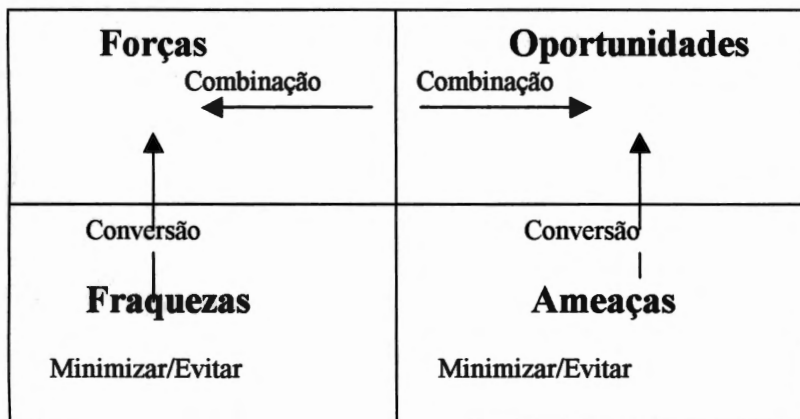 Forças
Combinação
Oportunidades
Combinação
Conversão
Fraquezas
Minimizar/Evitar
Conversão
Ameaças
Minimizar/Evitar